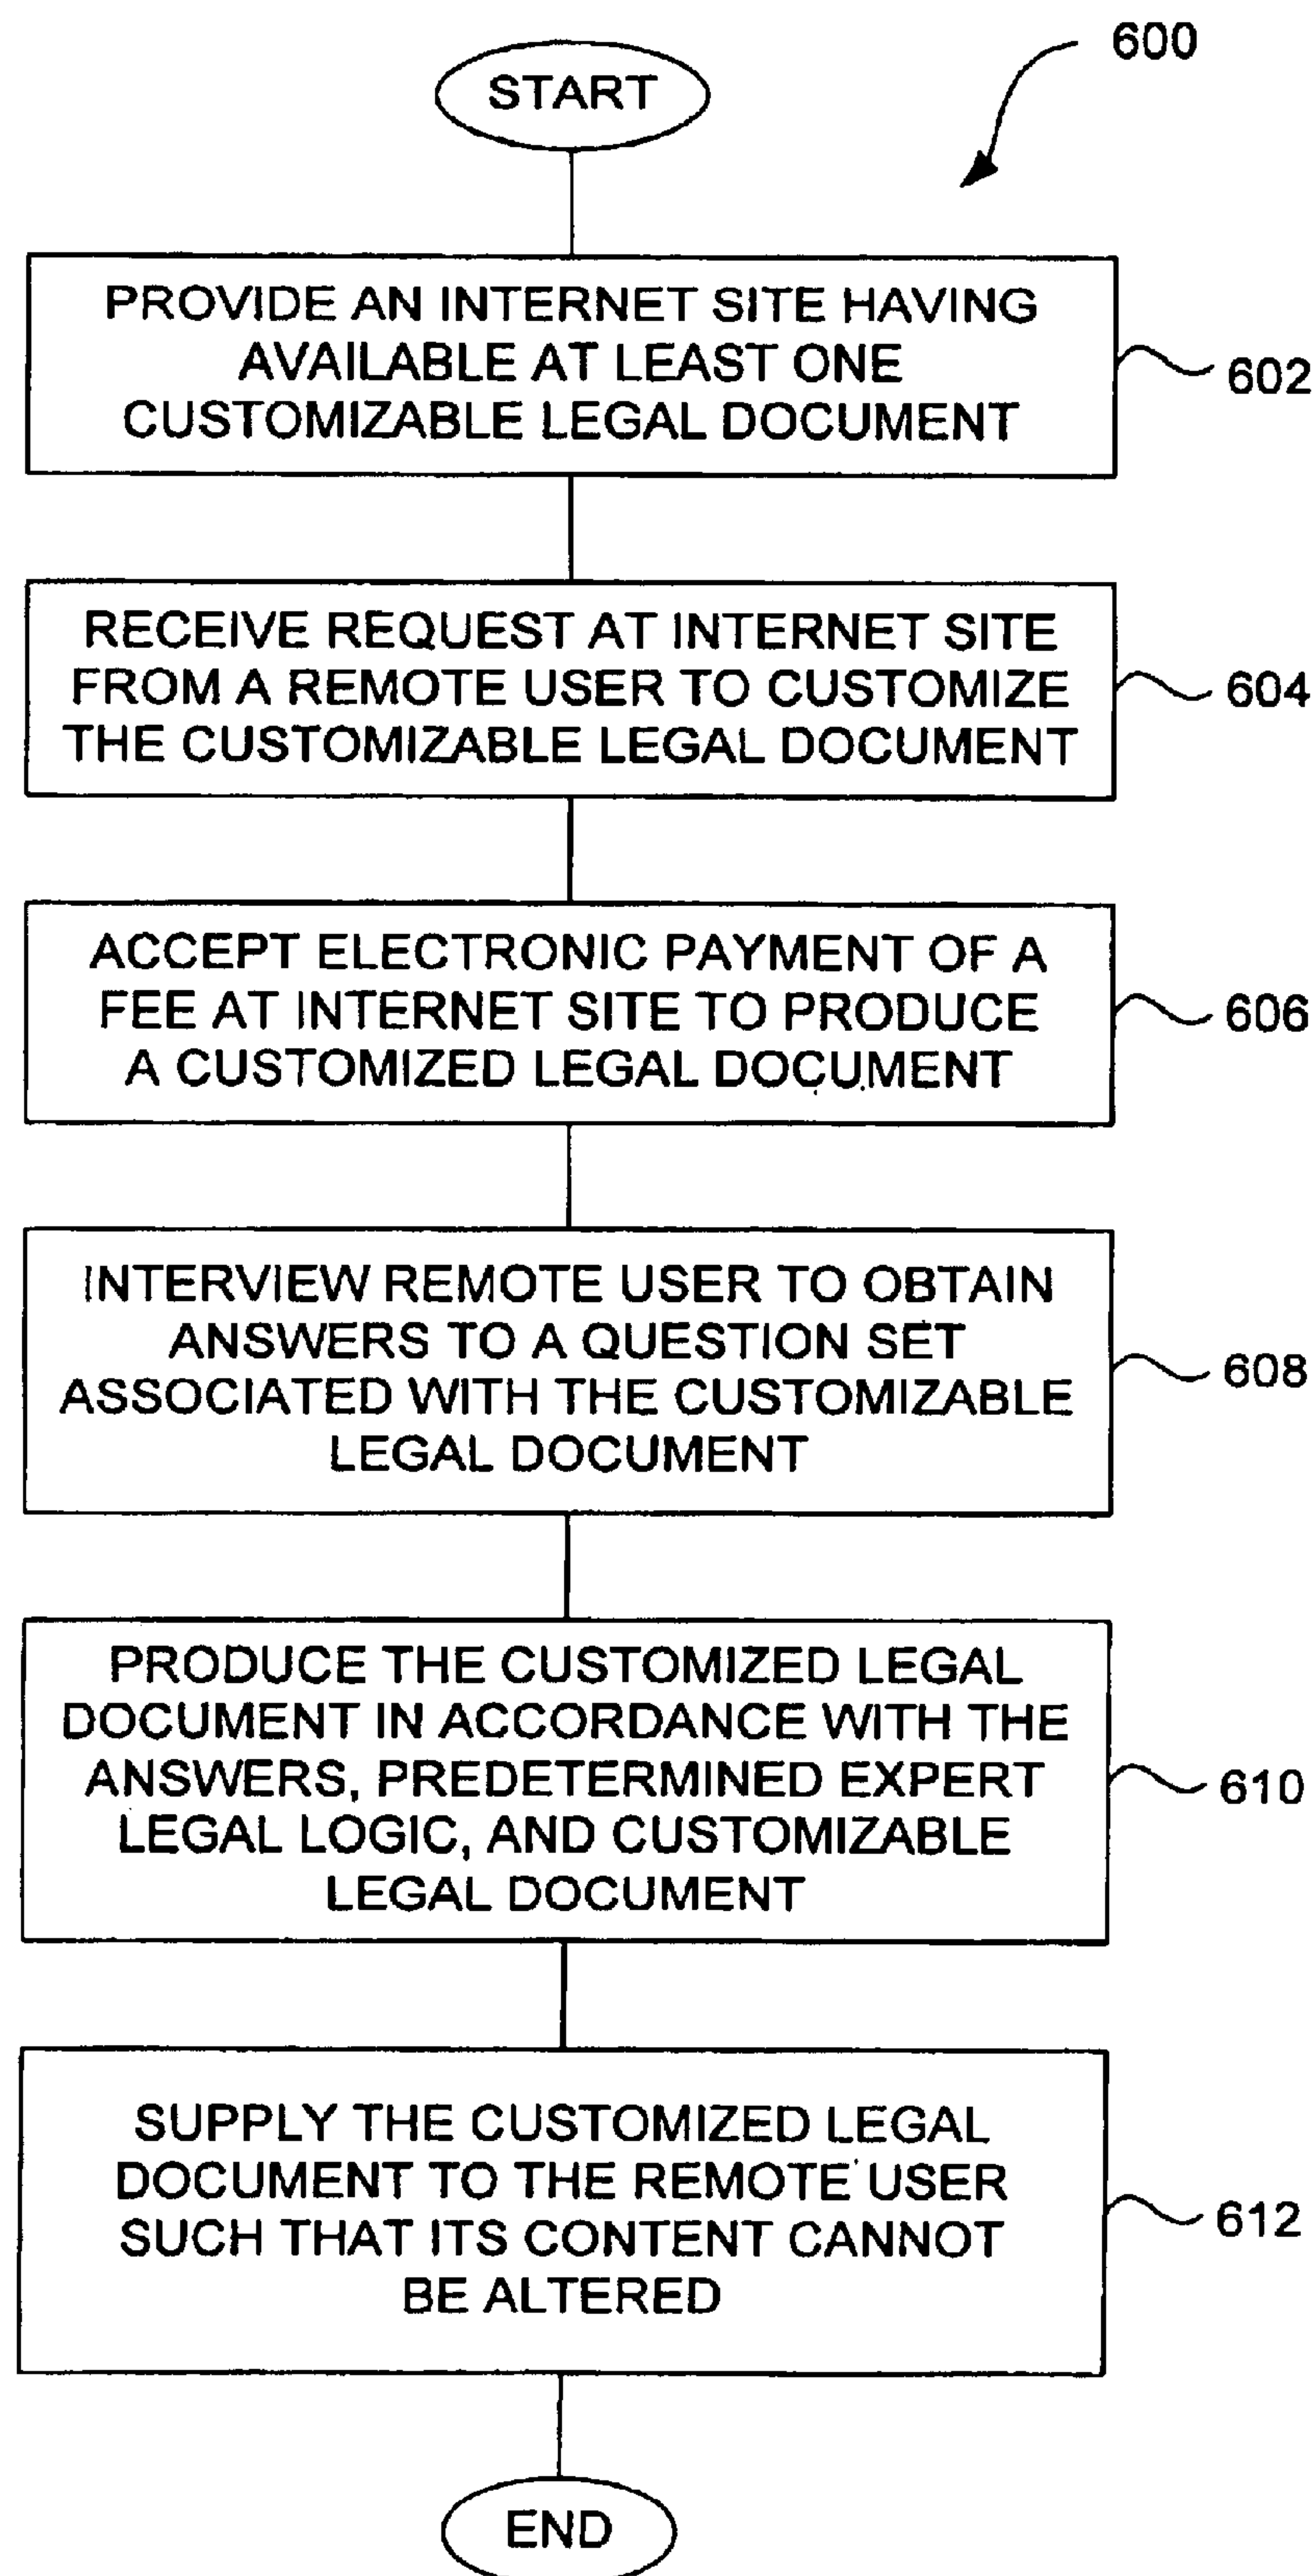 600
START
PROVIDE AN INTERNET SITE HAVING
AVAILABLE AT LEAST ONE
CUSTOMIZABLE LEGAL DOCUMENT
602
RECEIVE REQUEST AT INTERNET SITE
FROM A REMOTE USER TO CUSTOMIZE
THE CUSTOMIZABLE LEGAL DOCUMENT
604
ACCEPT ELECTRONIC PAYMENT OF A
FEE AT INTERNET SITE TO PRODUCE
A CUSTOMIZED LEGAL DOCUMENT
606
INTERVIEW REMOTE USER TO OBTAIN
ANSWERS TO A QUESTION SET
ASSOCIATED WITH THE CUSTOMIZABLE
LEGAL DOCUMENT
608
PRODUCE THE CUSTOMIZED LEGAL
DOCUMENT IN ACCORDANCE WITH THE
ANSWERS, PREDETERMINED EXPERT
LEGAL LOGIC, AND CUSTOMIZABLE
LEGAL DOCUMENT
610
SUPPLY THE CUSTOMIZED LEGAL
DOCUMENT TO THE REMOTE USER
SUCH THAT ITS CONTENT CANNOT
BE ALTERED
612
END